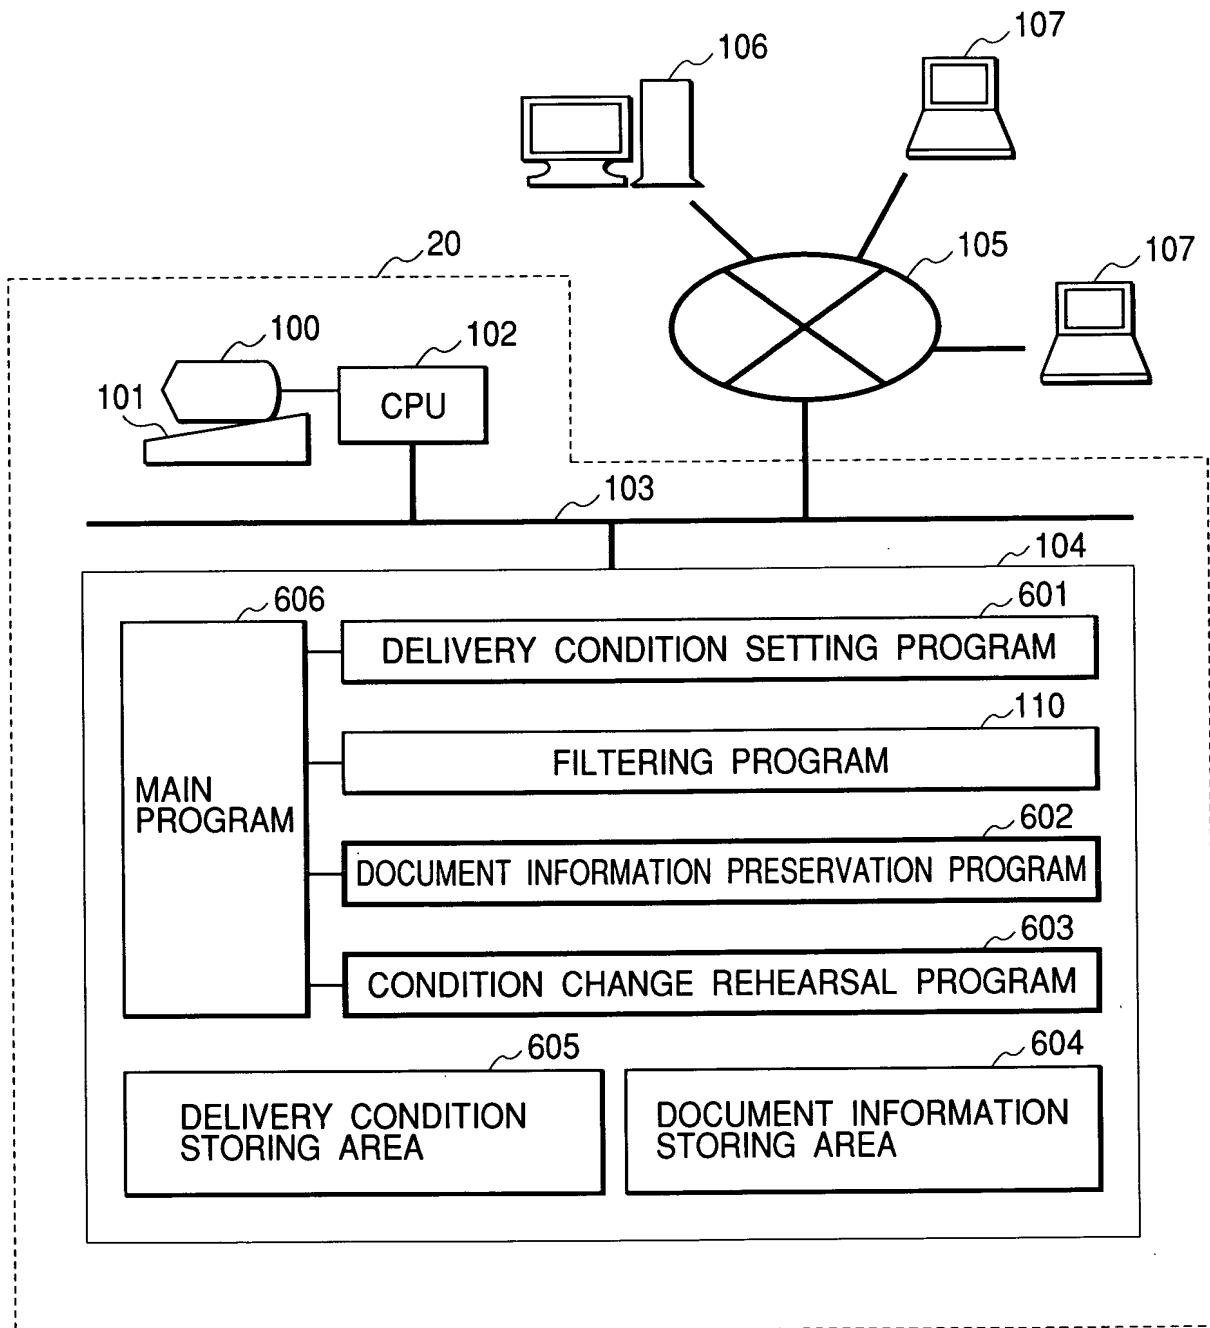 107
106
105
107
20
100
102
101
CPU
103
104
606
601
DELIVERY CONDITION SETTING PROGRAM
110
FILTERING PROGRAM
MAIN
PROGRAM
602
DOCUMENT INFORMATION PRESERVATION PROGRAM
603
CONDITION CHANGE REHEARSAL PROGRAM
605
604
DELIVERY CONDITION
STORING AREA
DOCUMENT INFORMATION
STORING AREA